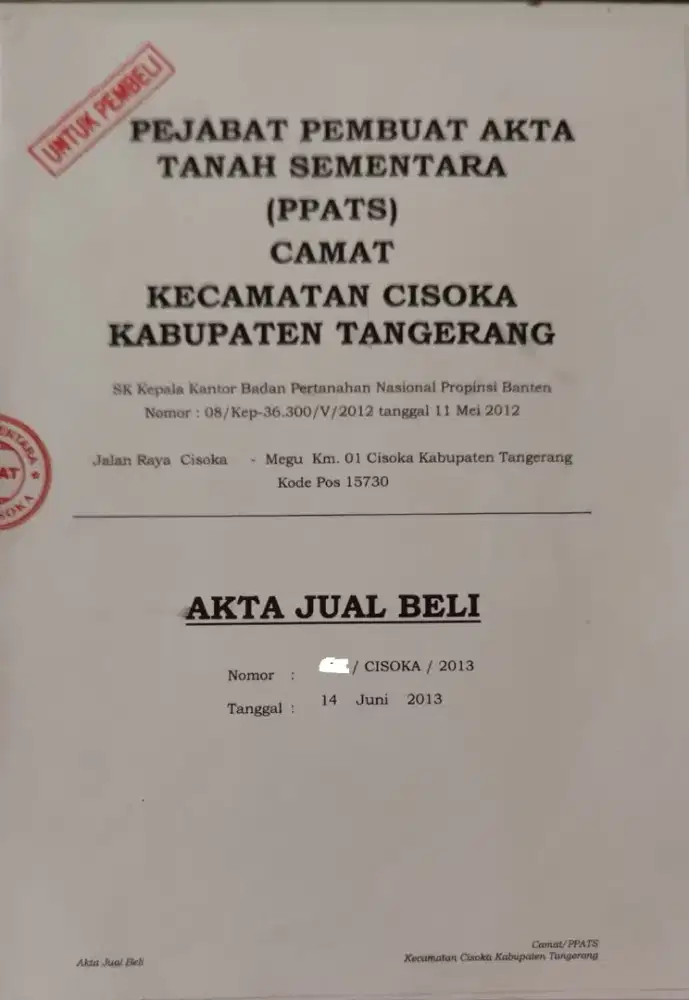 UNTUK PEMBELI
PEJABAT PEMBUAT AKTA
TANAH SEMENTARA
(PPATS)
CAMAT
KECAMATAN CISOKA
KABUPATEN TANGERANG
SK Kepala Kantor Badan Pertanahan Nasional Propinsi Banten
Nomor : 08/Kep-36.300/V/2012 tanggal 11 Mei 2012
Jalan Raya Cisoka - Megu Km. 01 Cisoka Kabupaten Tangerang
Kode Pos 15730
AKTA JUAL BELI
Nomor : / CISOKA / 2013
Tanggal : 14 Juni 2013
Akta Jual Beli
Camat/PPATS
Kecamatan Cisoka Kabupaten Tangerang